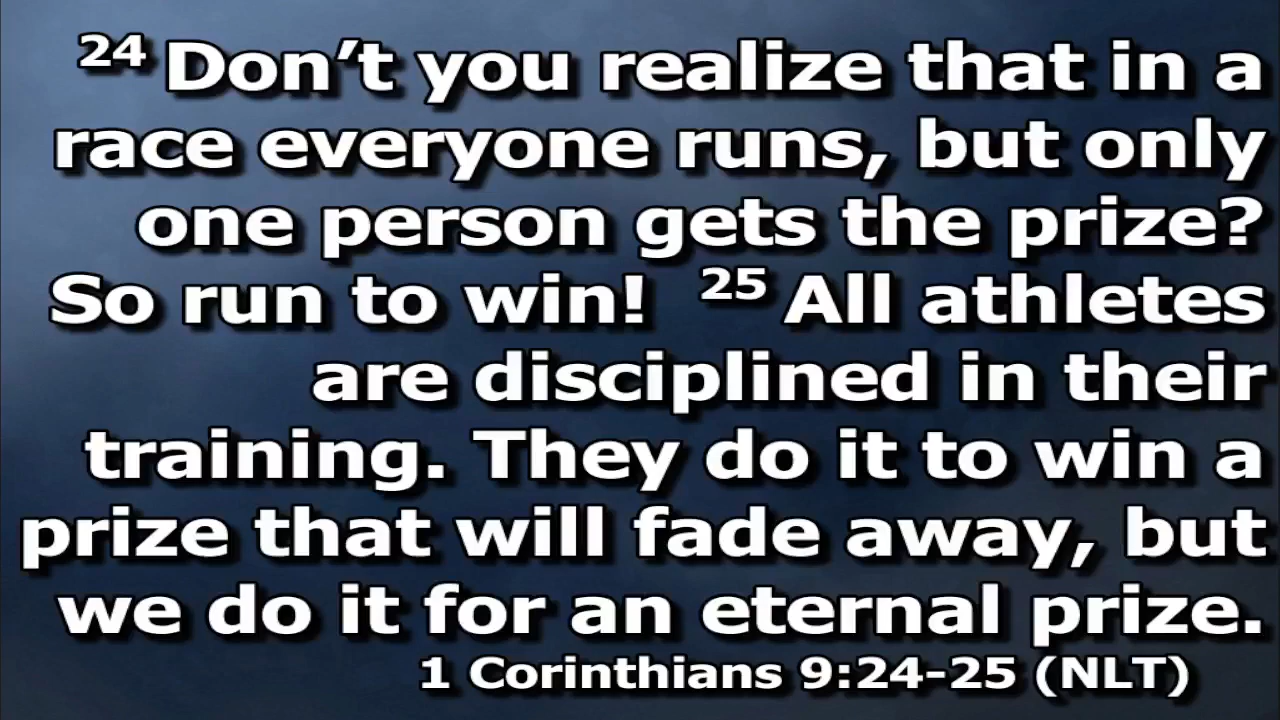 24 Don’t you realize that in a
race everyone runs, but only
one person gets the prize?
So run to win! 25 All athletes
are disciplined in their
training. They do it to win a
prize that will fade away, but
we do it for an eternal prize.
1 Corinthians 9:24-25 (NLT)